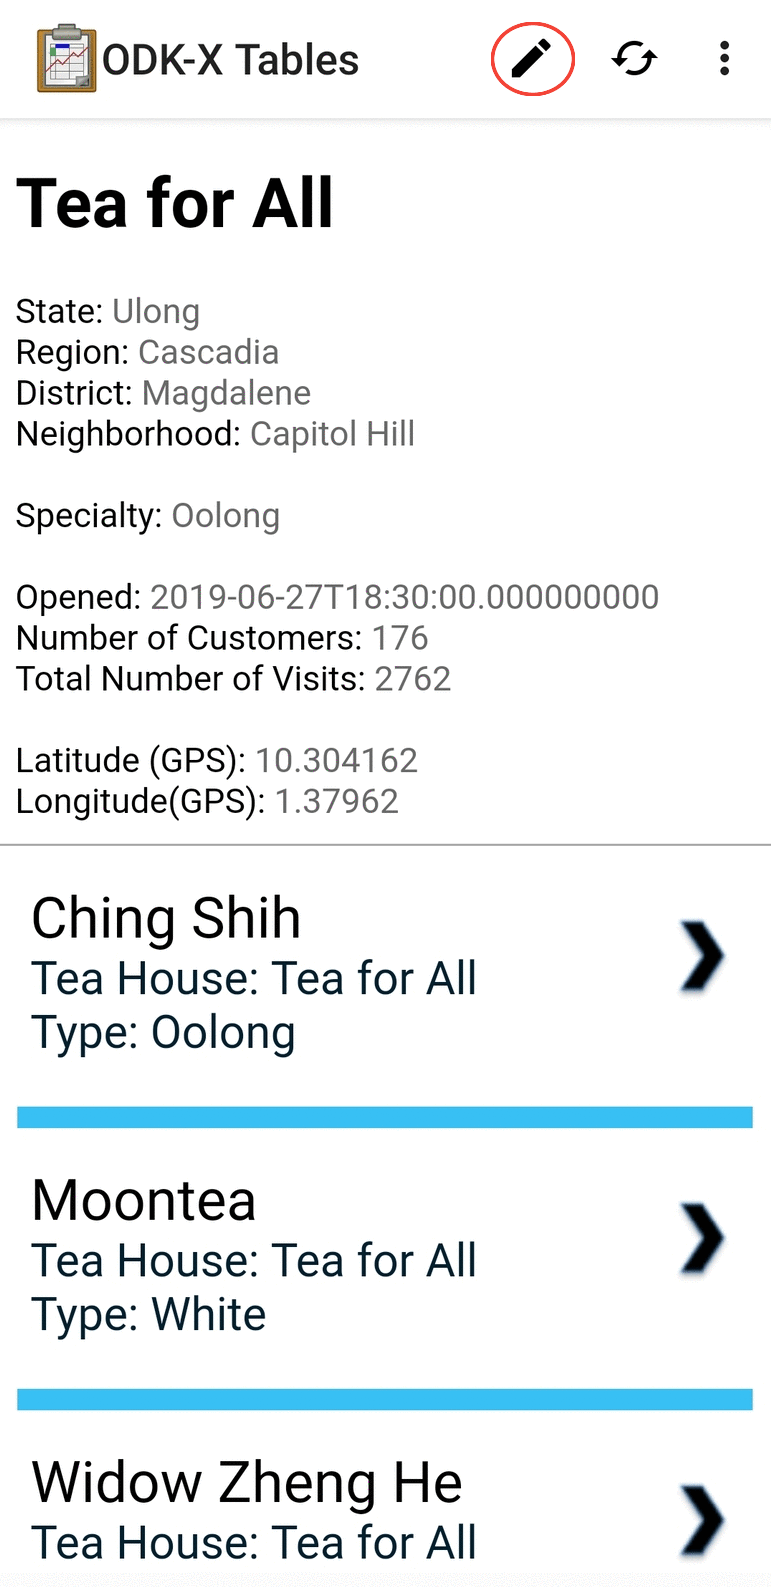 ODK-X Tables
Tea for All
State: Ulong
Region: Cascadia
District: Magdalene
Neighborhood: Capitol Hill
Specialty: Oolong
Opened: 2019-06-27T18:30:00.000000000
Number of Customers: 176
Total Number of Visits: 2762
Latitude (GPS): 10.304162
Longitude(GPS): 1.37962
Ching Shih
Tea House: Tea for All
Type: Oolong
Moontea
Tea House: Tea for All
Type: White
Widow Zheng He
Tea House: Tea for All